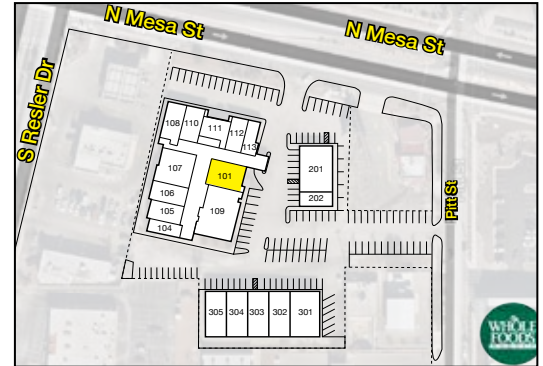 N Mesa St
N Mesa St
S Resler Dr
108 110 111 112 113
107
101
201
106
105
109
202
104
Pitt St
305 304 303 302 301
WHOLE
FOODS
MARKET